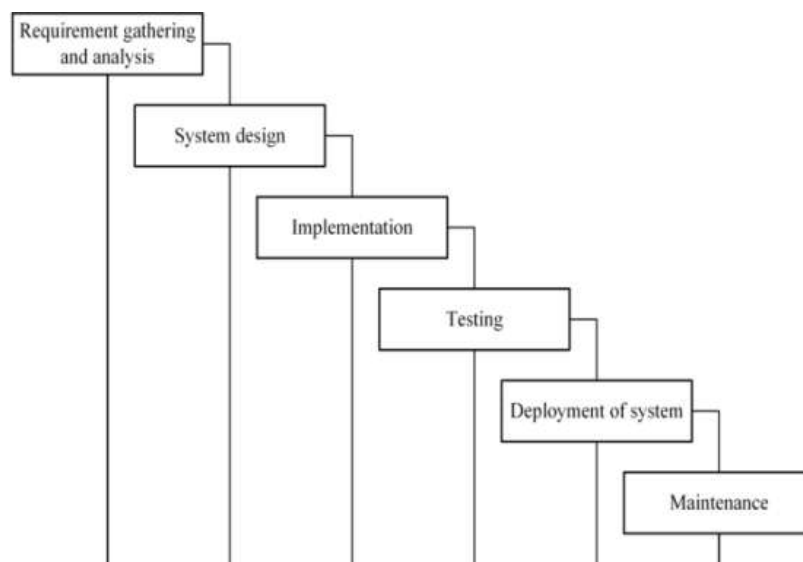 Requirement gathering
and analysis
System design
Implementation
Testing
Deployment of system
Maintenance